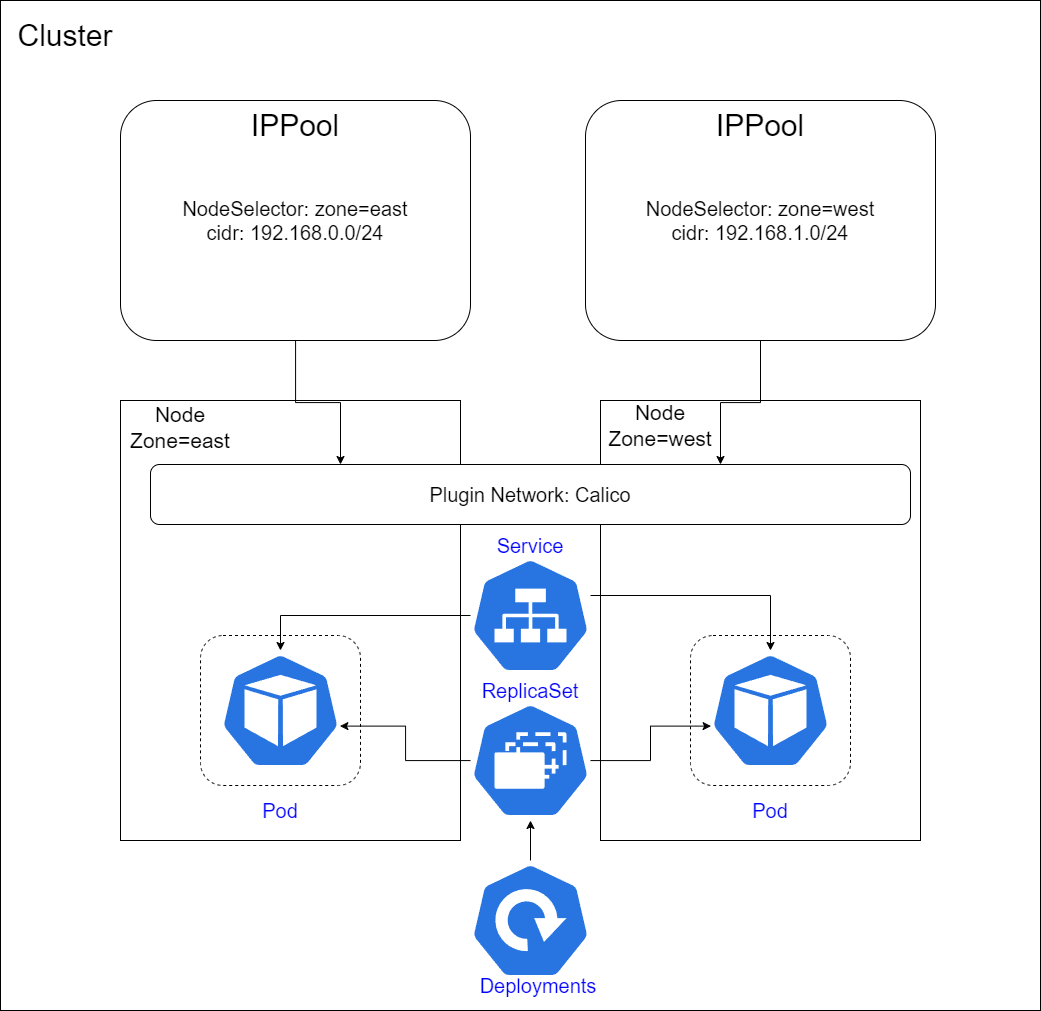 Cluster
IPPool
NodeSelector: zone=east
cidr: 192.168.0.0/24
IPPool
NodeSelector: zone=west
cidr: 192.168.1.0/24
Node
Zone=east
Node
Zone=west
Plugin Network: Calico
Service
ReplicaSet
Pod
Pod
Deployments